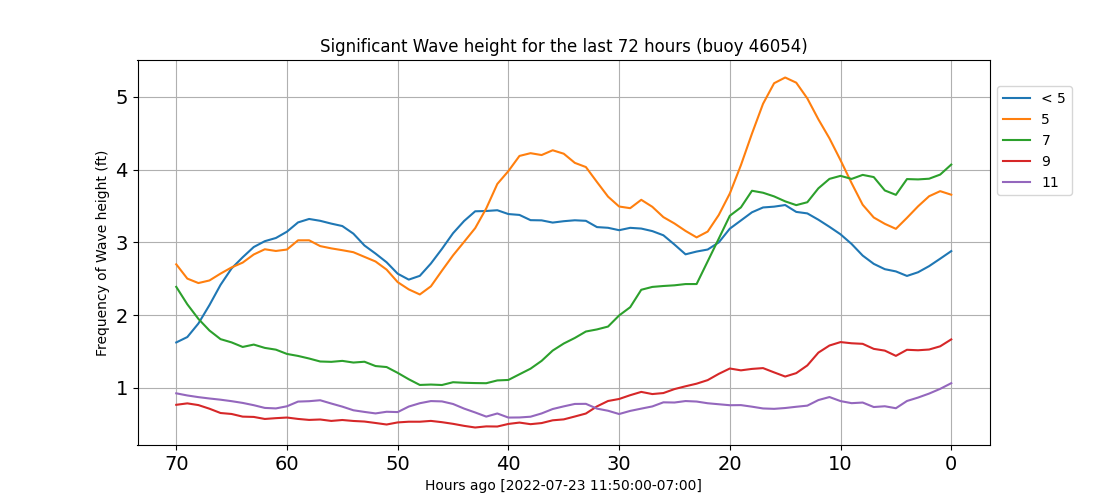 Significant Wave height for the last 72 hours (buoy 46054)
Frequency of Wave height (ft)
5
4
3
2
1
70 60 50 40 30 20 10 0
Hours ago [2022-07-23 11:50:00-07:00]
< 5
5
7
9
11